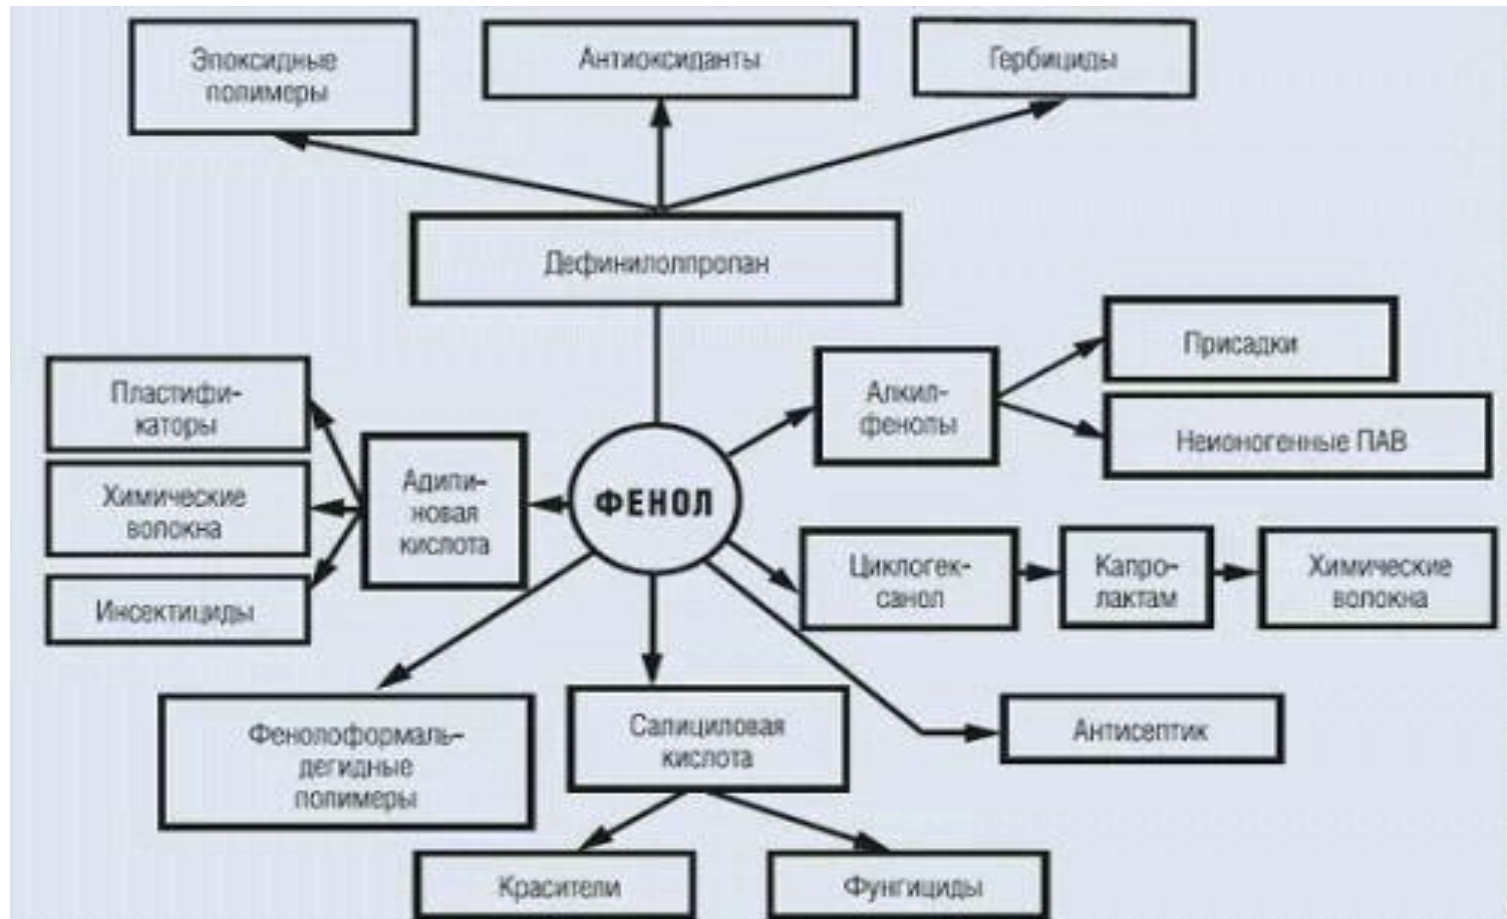 Эпоксидные
полимеры
Антиоксиданты
Гербициды
Дефинилолпропан
Присадки
Алкил-
фенолы
Неионогенные ПАВ
Пластифи-
каторы
Химические
волокна
Инсектициды
Адипи-
новая
кислота
ФЕНОЛ
Циклогек-
санол
Капро-
лактам
Химические
волокна
Фенолоформаль-
дегидные
полимеры
Салициловая
кислота
Антисептик
Красители
Фунгициды